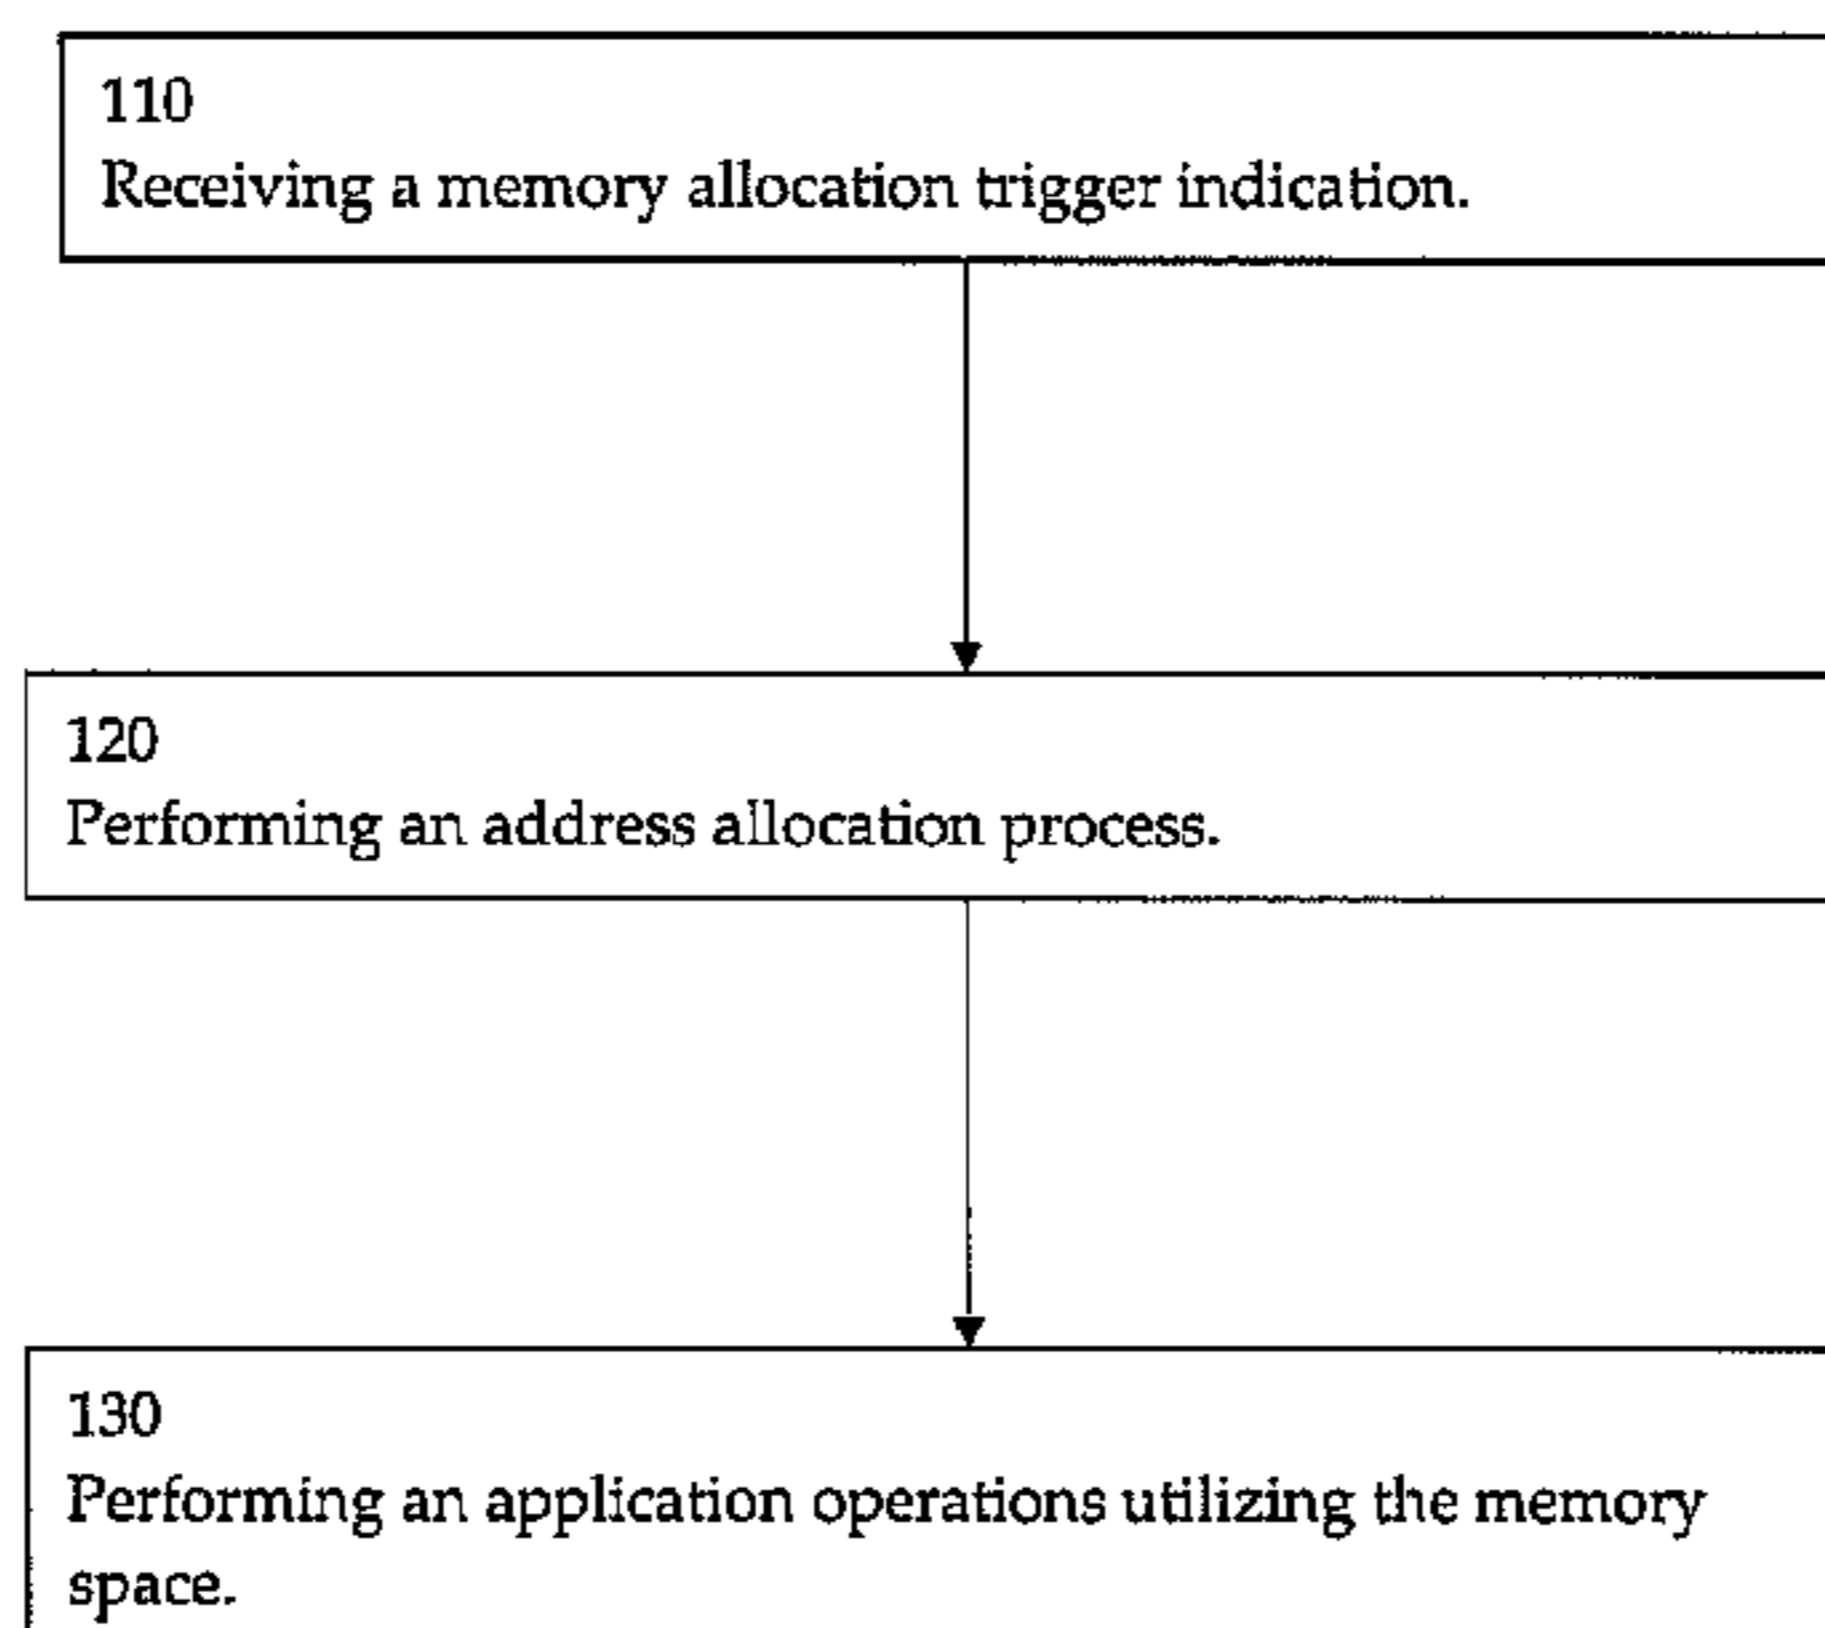 110
Receiving a memory allocation trigger indication.
120
Performing an address allocation process.
130
Performing an application operations utilizing the memory
space.